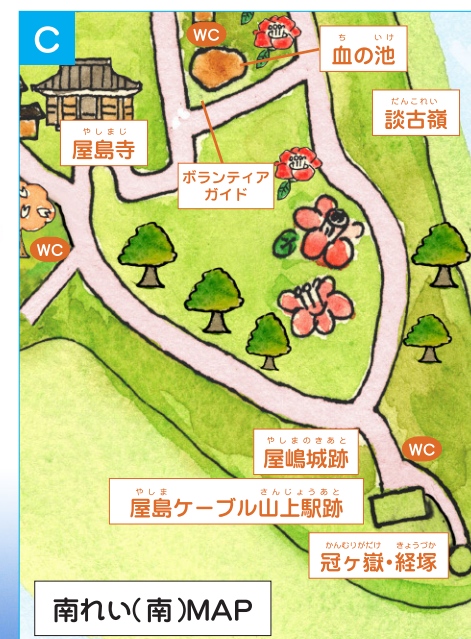 C
WC
ち いけ
血の池
だんこれい
談古嶺
やしまじ
屋島寺
ボランティア
ガイド
WC
やしまのきあと
屋嶋城跡
WC
やしま さんじょうあと
屋島ケーブル山上駅跡
かんむりがだけ きょうづか
冠ヶ嶽・経塚
南れい(南)MAP